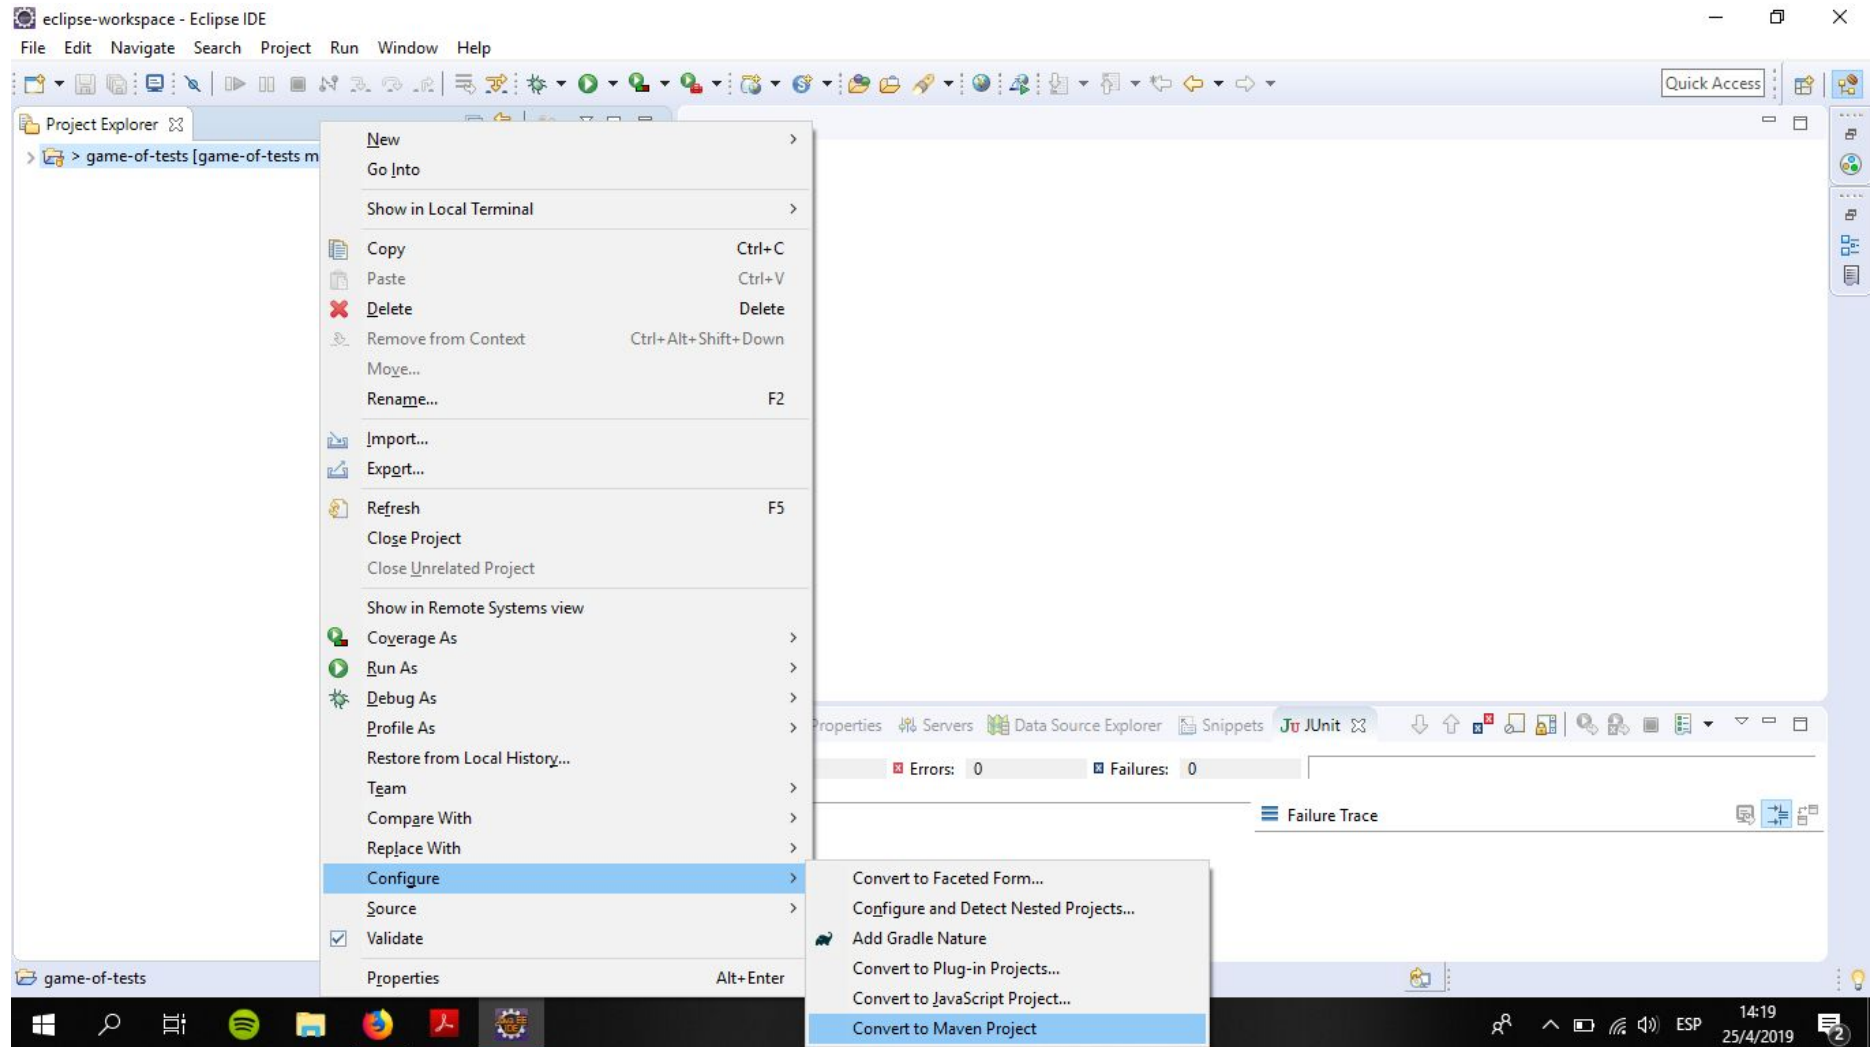 eclipse-workspace - Eclipse IDE
File Edit Navigate Search Project Run Window Help
Quick Access
Project Explorer
> game-of-tests [game-of-tests m
New
Go Into
Show in Local Terminal
Copy Ctrl+C
Paste Ctrl+V
Delete Delete
Remove from Context Ctrl+Alt+Shift+Down
Move...
Rename... F2
Import...
Export...
Refresh F5
Close Project
Close Unrelated Project
Show in Remote Systems view
Coverage As
Run As
Debug As
Profile As
Restore from Local History...
Team
Compare With
Replace With
Configure
Source
Validate
Properties Alt+Enter
Properties Servers Data Source Explorer Snippets JUnit
Errors: 0 Failures: 0
Failure Trace
Convert to Faceted Form...
Configure and Detect Nested Projects...
Add Gradle Nature
Convert to Plug-in Projects...
Convert to JavaScript Project...
Convert to Maven Project
game-of-tests
ESP
14:19
25/4/2019
2